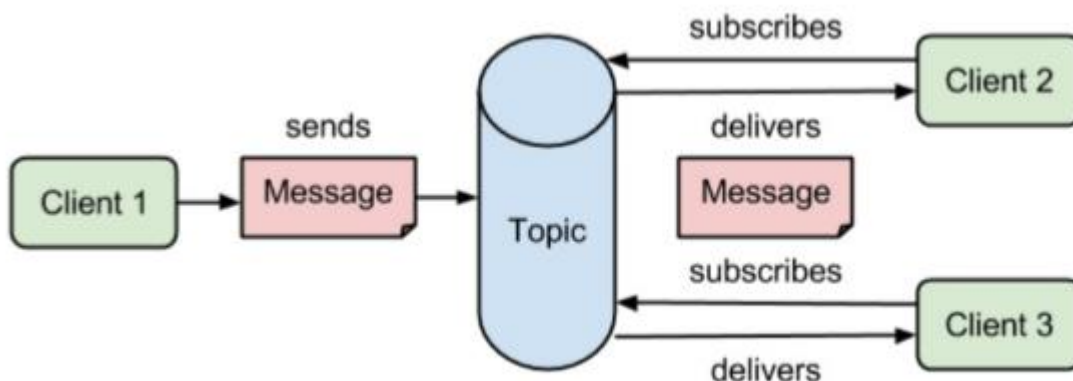 subscribes
Client 2
sends
delivers
Client 1
Message
Message
Topic
subscribes
Client 3
delivers